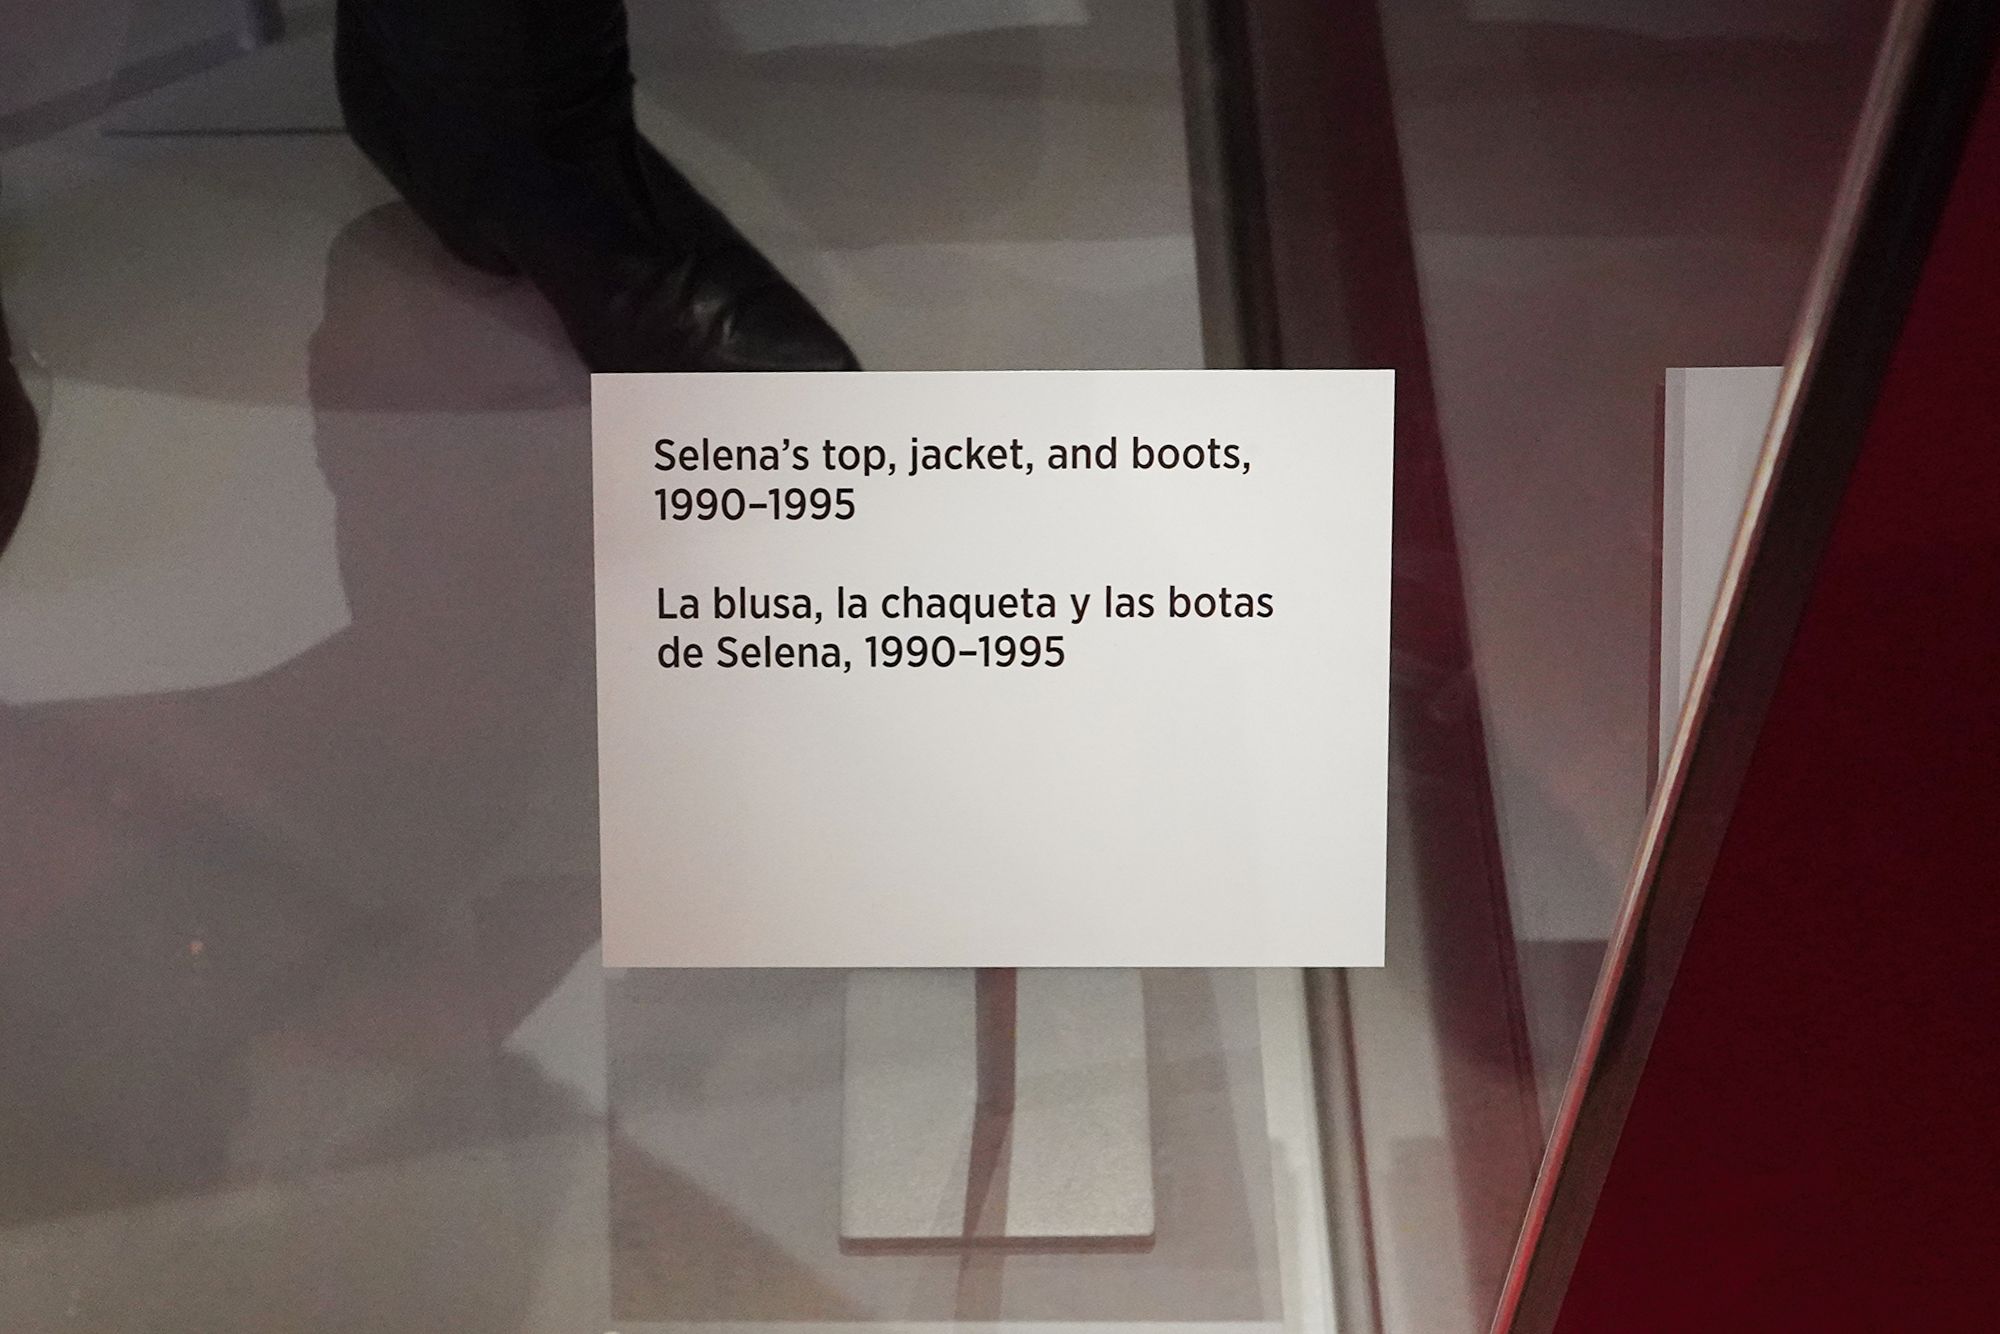 Selena’s top, jacket, and boots,
1990–1995
La blusa, la chaqueta y las botas
de Selena, 1990–1995